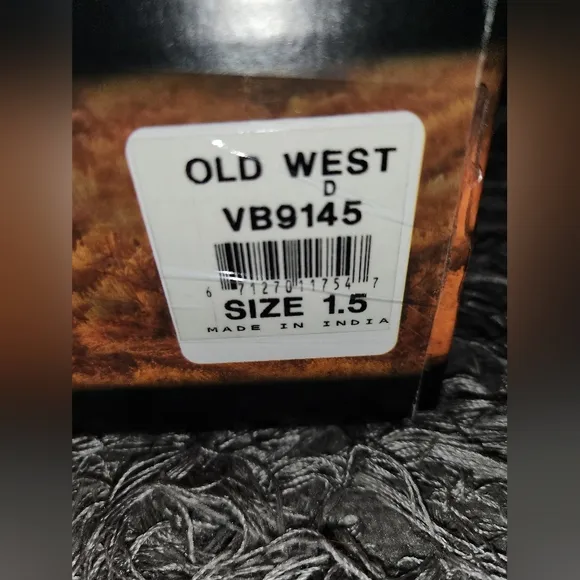 OLD WEST
D
VB9145
6 71270 11754 7
SIZE 1.5
MADE IN INDIA